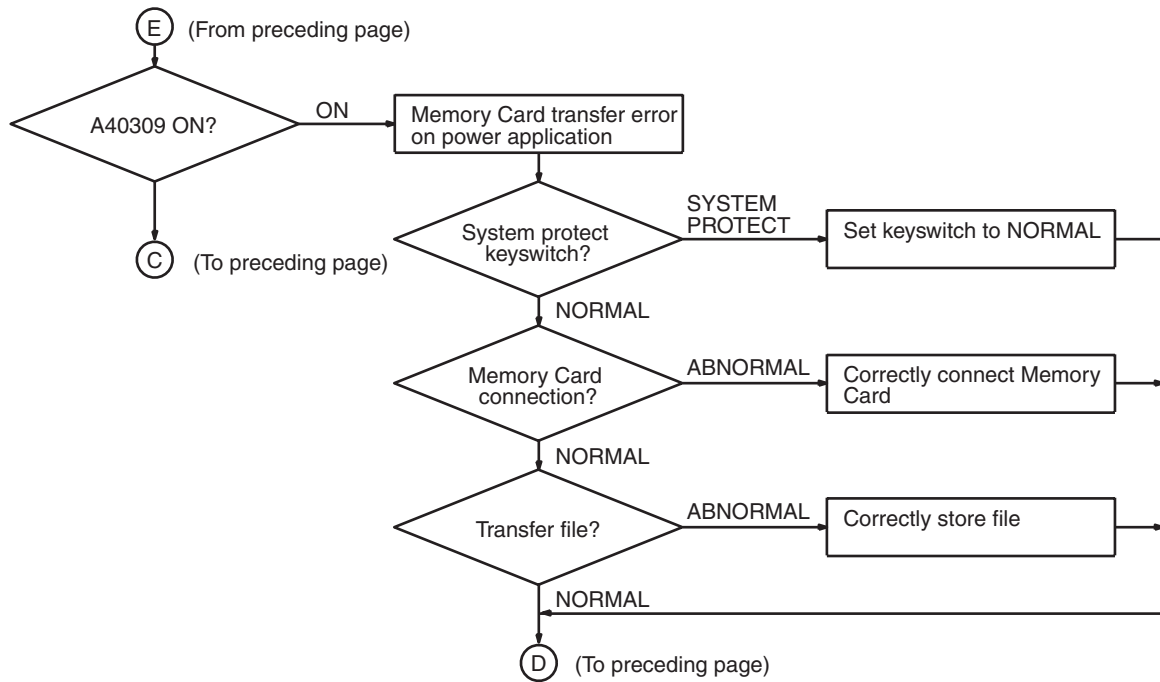 E (From preceding page)
A40309 ON?
ON
Memory Card transfer error
on power application
C (To preceding page)
System protect
keyswitch?
SYSTEM
PROTECT
Set keyswitch to NORMAL
NORMAL
Memory Card
connection?
ABNORMAL
Correctly connect Memory
Card
NORMAL
Transfer file?
ABNORMAL
Correctly store file
NORMAL
D (To preceding page)